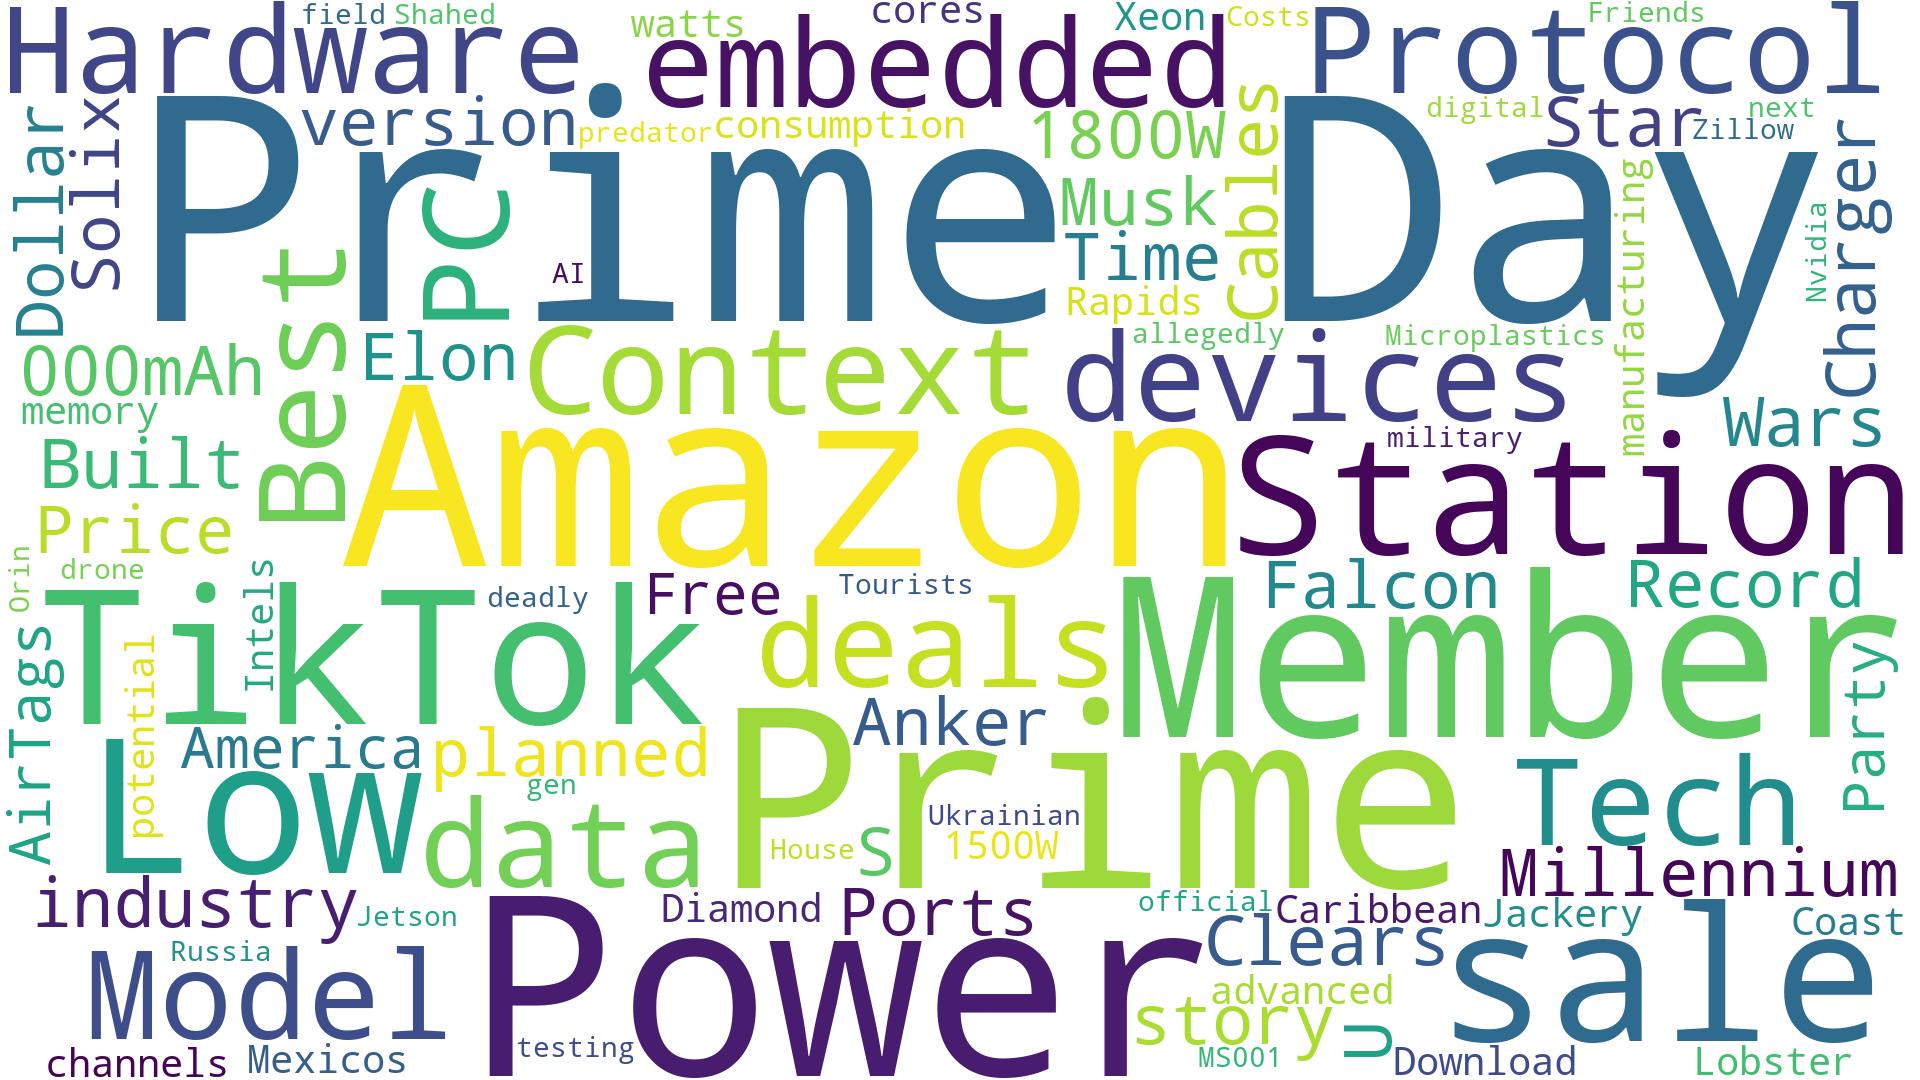 Hardware
field
Shahed
watts
cores
embedded
Xeon
Costs
Protocol
Friends
Solix
version
predator
consumption
1800W
Cables
digital
Star
next
Zillow
Dollar
Prime Day
PC
AI
Musk
Time
Rapids
manufacturing
Nvidia
charger
000mAh
Best
Elon
Context
allegedly
devices
Microplastics
memory
Wars
Built
Amazon
military
Station
Price
Orin
drone
Intels
TikTok
deadly
Free
Tourists
deals
Member
Falcon
Record
AirTags
potential
America
planned
Anker
Prime
Party
Low
gen
data
House
S
Ukrainian
1500W
Tech
Millennium
industry
Jetson
Diamond
Ports
official
Caribbean
Jackery
Coast
Russia
Model
Power
Clears
sale
advanced
story
U
channels
Mexicos
testing
MS001
Download
Lobster